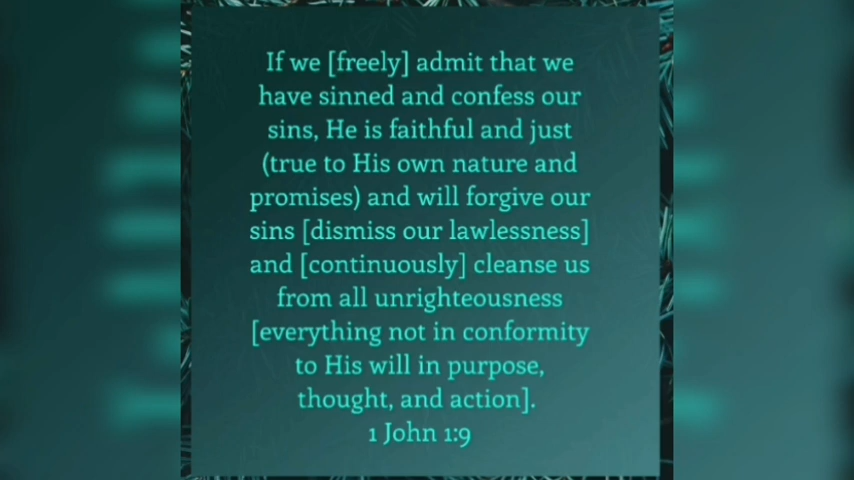 If we [freely] admit that we
have sinned and confess our
sins, He is faithful and just
(true to His own nature and
promises) and will forgive our
sins [dismiss our lawlessness]
and [continuously] cleanse us
from all unrighteousness
[everything not in conformity
to His will in purpose,
thought, and action].
1 John 1:9